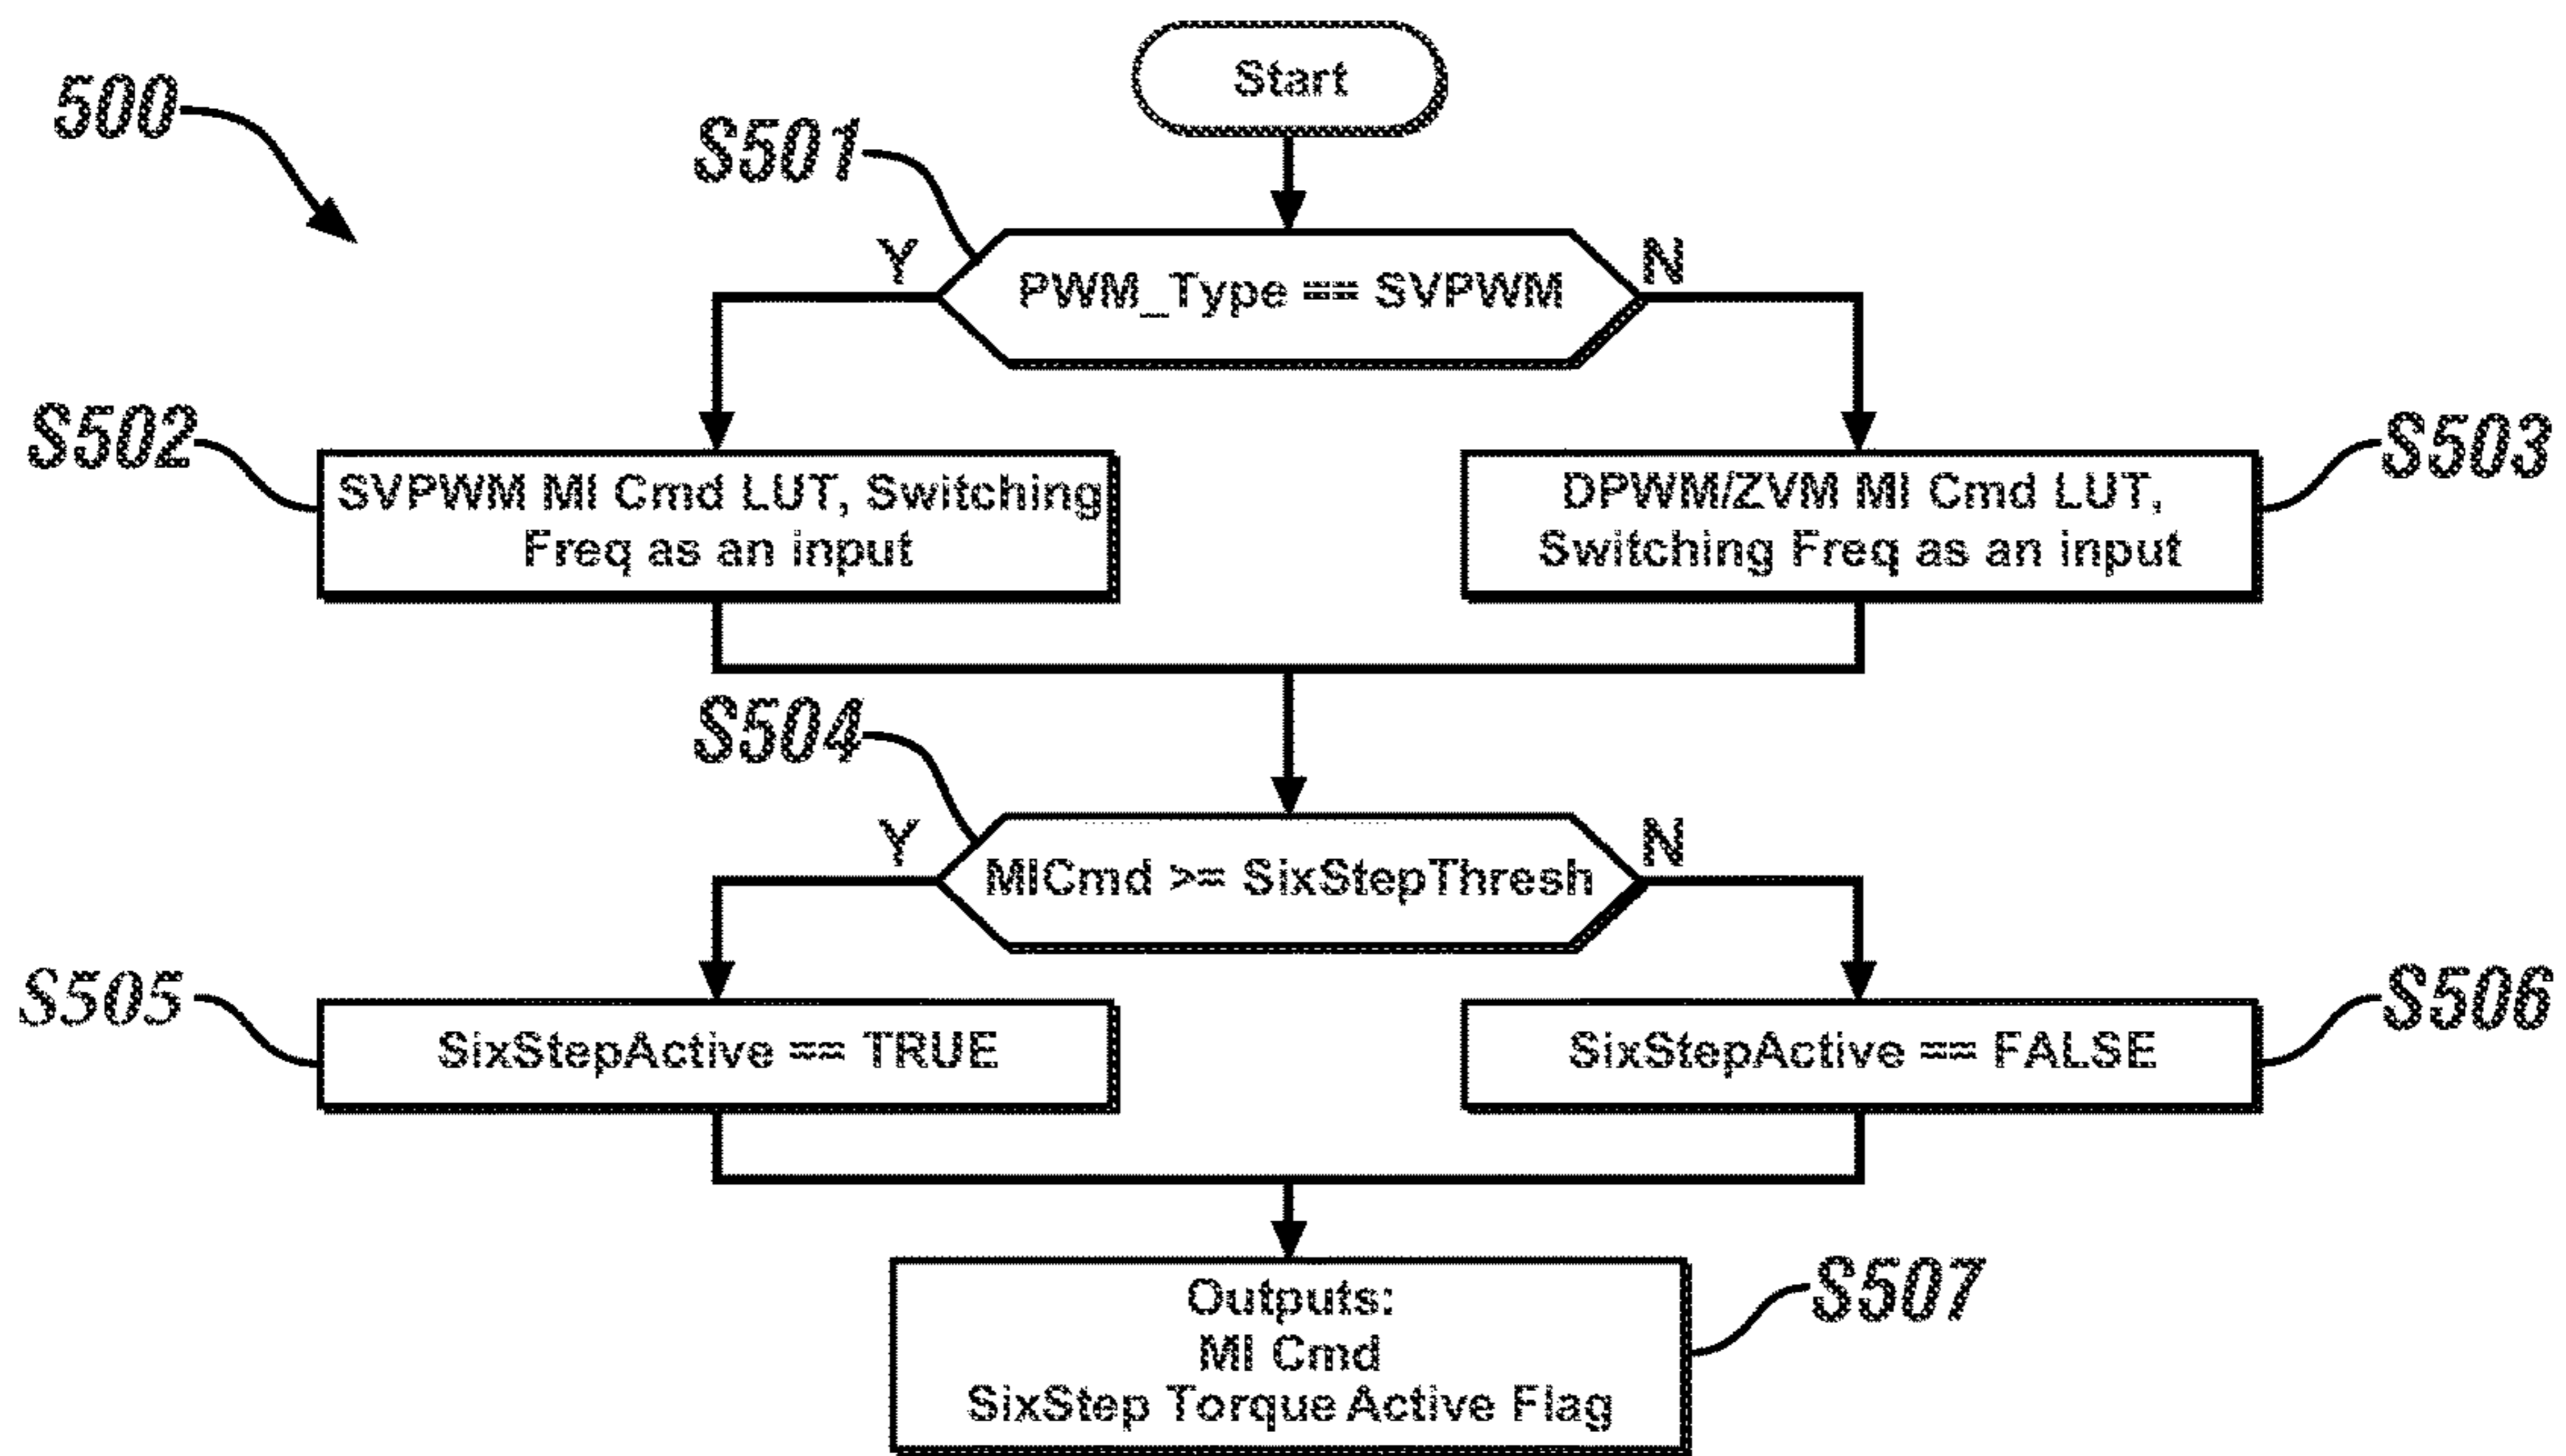 Start
500
S501
Y
PWM_Type == SVPWM
N
S502
SVPWM MI Cmd LUT, Switching
Freq as an input
DPWM/ZVM MI Cmd LUT,
Switching Freq as an input
S503
S504
Y
MICmd >= SixStepThresh
N
S505
SixStepActive == TRUE
SixStepActive == FALSE
S506
Outputs:
MI Cmd
SixStep Torque Active Flag
S507